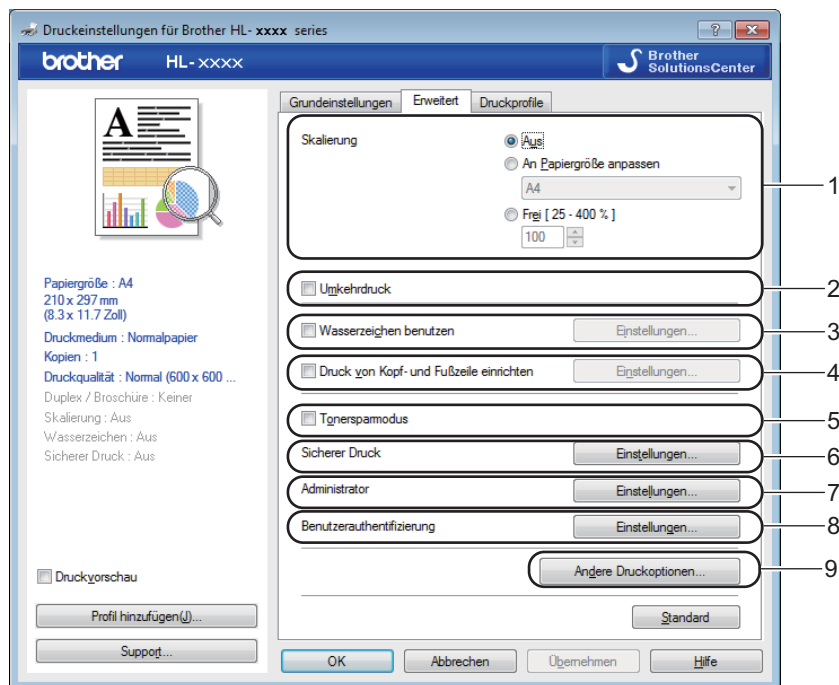 Druckeinstellungen für Brother HL- xxxx series
brother HL-xxxx
Brother
SolutionsCenter
Grundeinstellungen Erweitert Druckprofile
A
Skalierung
Aus
An Papiergröße anpassen
A4
Frei [ 25 - 400 % ]
100
1
Umkehrdruck
2
Wasserzeichen benutzen Einstellungen...
3
Druck von Kopf- und Fußzeile einrichten Einstellungen...
4
Tonersparmodus
5
Sicherer Druck Einstellungen...
6
Administrator Einstellungen...
7
Benutzerauthentifizierung Einstellungen...
8
Andere Druckoptionen...
9
Standard
Papiergröße : A4
210 x 297 mm
(8.3 x 11.7 Zoll)
Druckmedium : Normalpapier
Kopien : 1
Druckqualität : Normal (600 x 600 ...
Duplex / Broschüre : Keiner
Skalierung : Aus
Wasserzeichen : Aus
Sicherer Druck : Aus
Druckvorschau
Profil hinzufügen(J)...
Support...
OK Abbrechen Übernehmen Hilfe